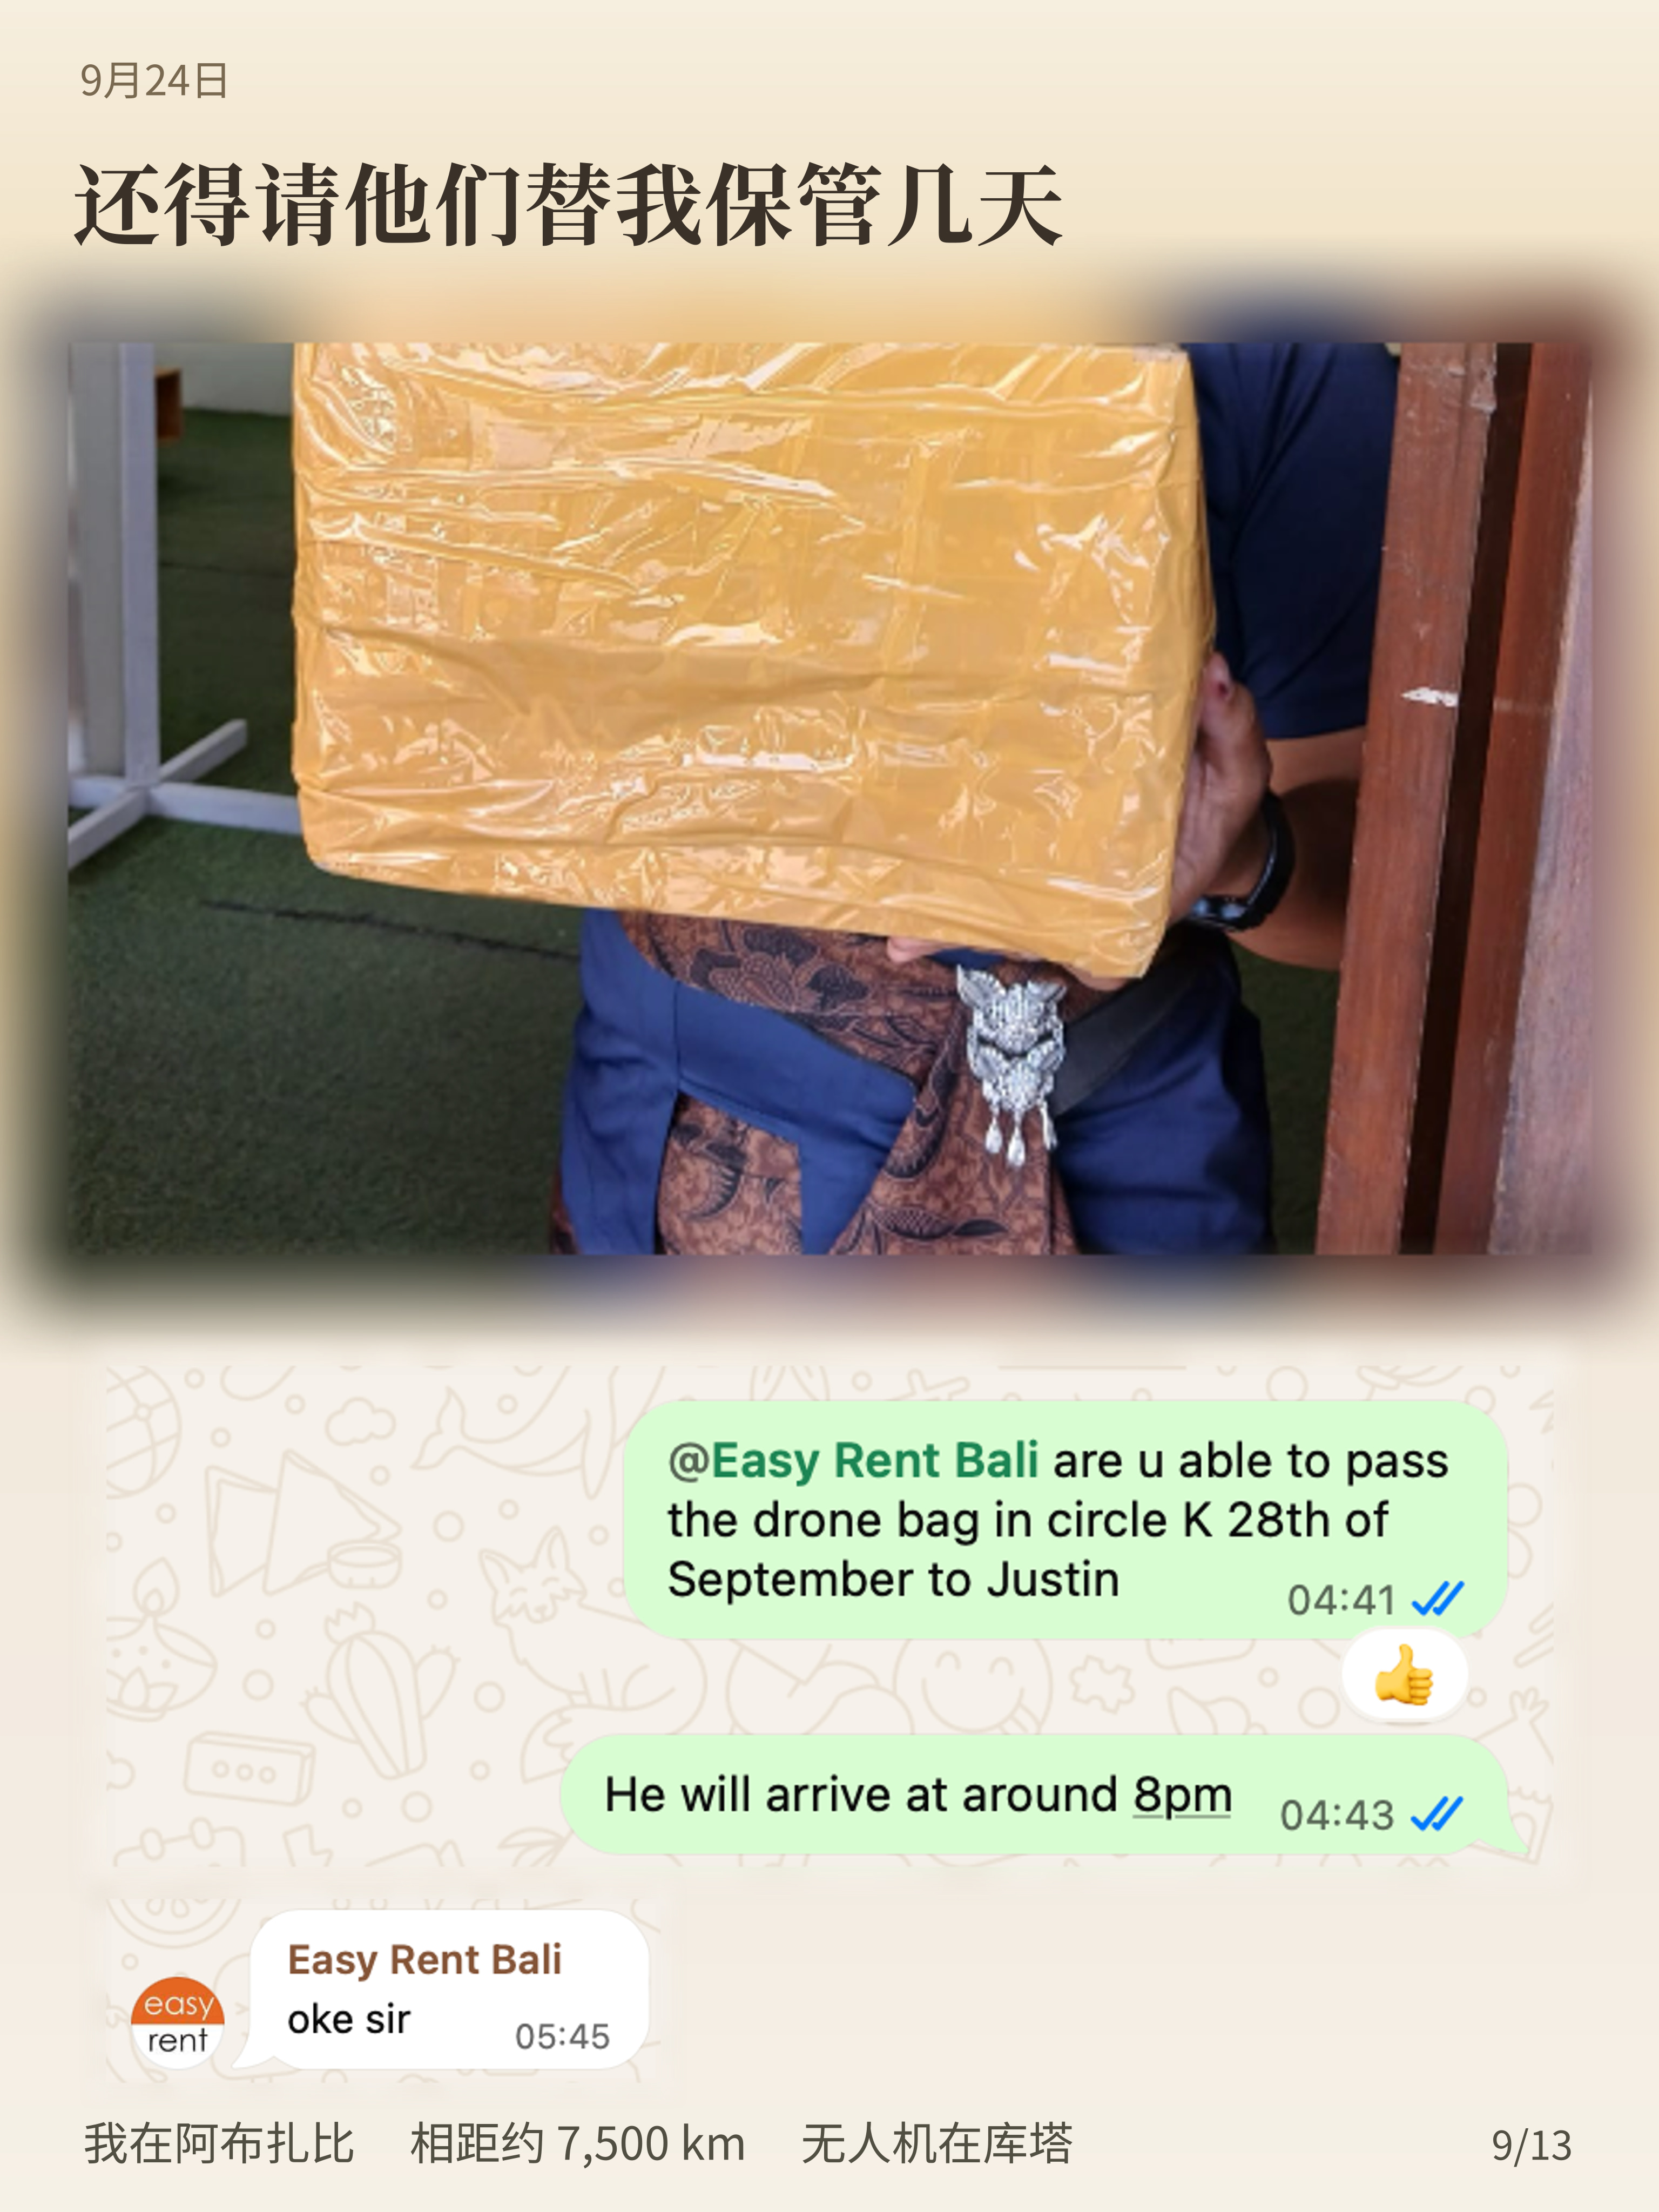 9月24日
还得请他们替我保管几天
@Easy Rent Bali are u able to pass
the drone bag in circle K 28th of
September to Justin
04:41
He will arrive at around 8pm
04:43
Easy Rent Bali
oke sir
05:45
easy
rent
我在阿布扎比 相距约 7,500 km 无人机在库塔
9/13